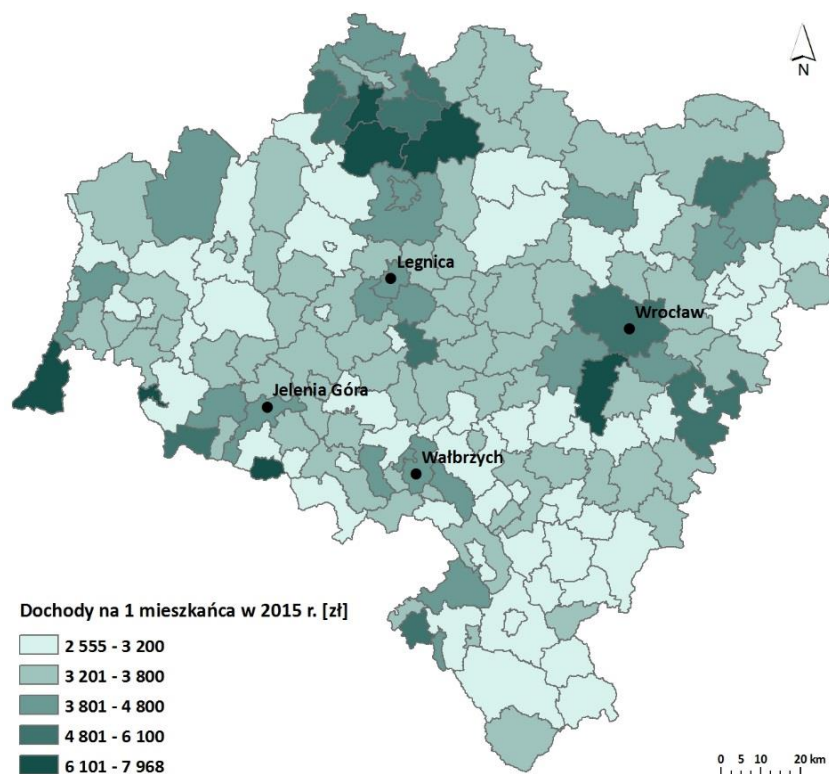 N
Legnica
Wrocław
Jelenia Góra
Wałbrzych
Dochody na 1 mieszkańca w 2015 r. [zł]
2 555 - 3 200
3 201 - 3 800
3 801 - 4 800
4 801 - 6 100
6 101 - 7 968
0 5 10 20 km